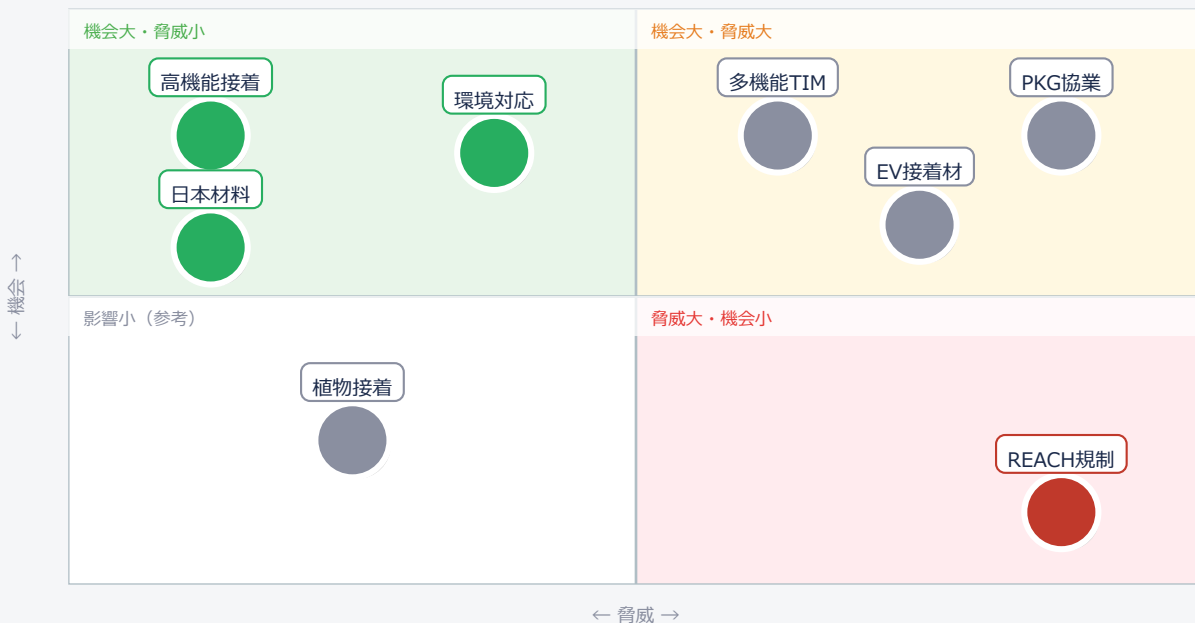 機会大・脅威小
機会大・脅威大
高機能接着
環境対応
日本材料
多機能TIM
PKG協業
EV接着材
← 機会 →
影響小（参考）
脅威大・機会小
植物接着
REACH規制
← 脅威 →